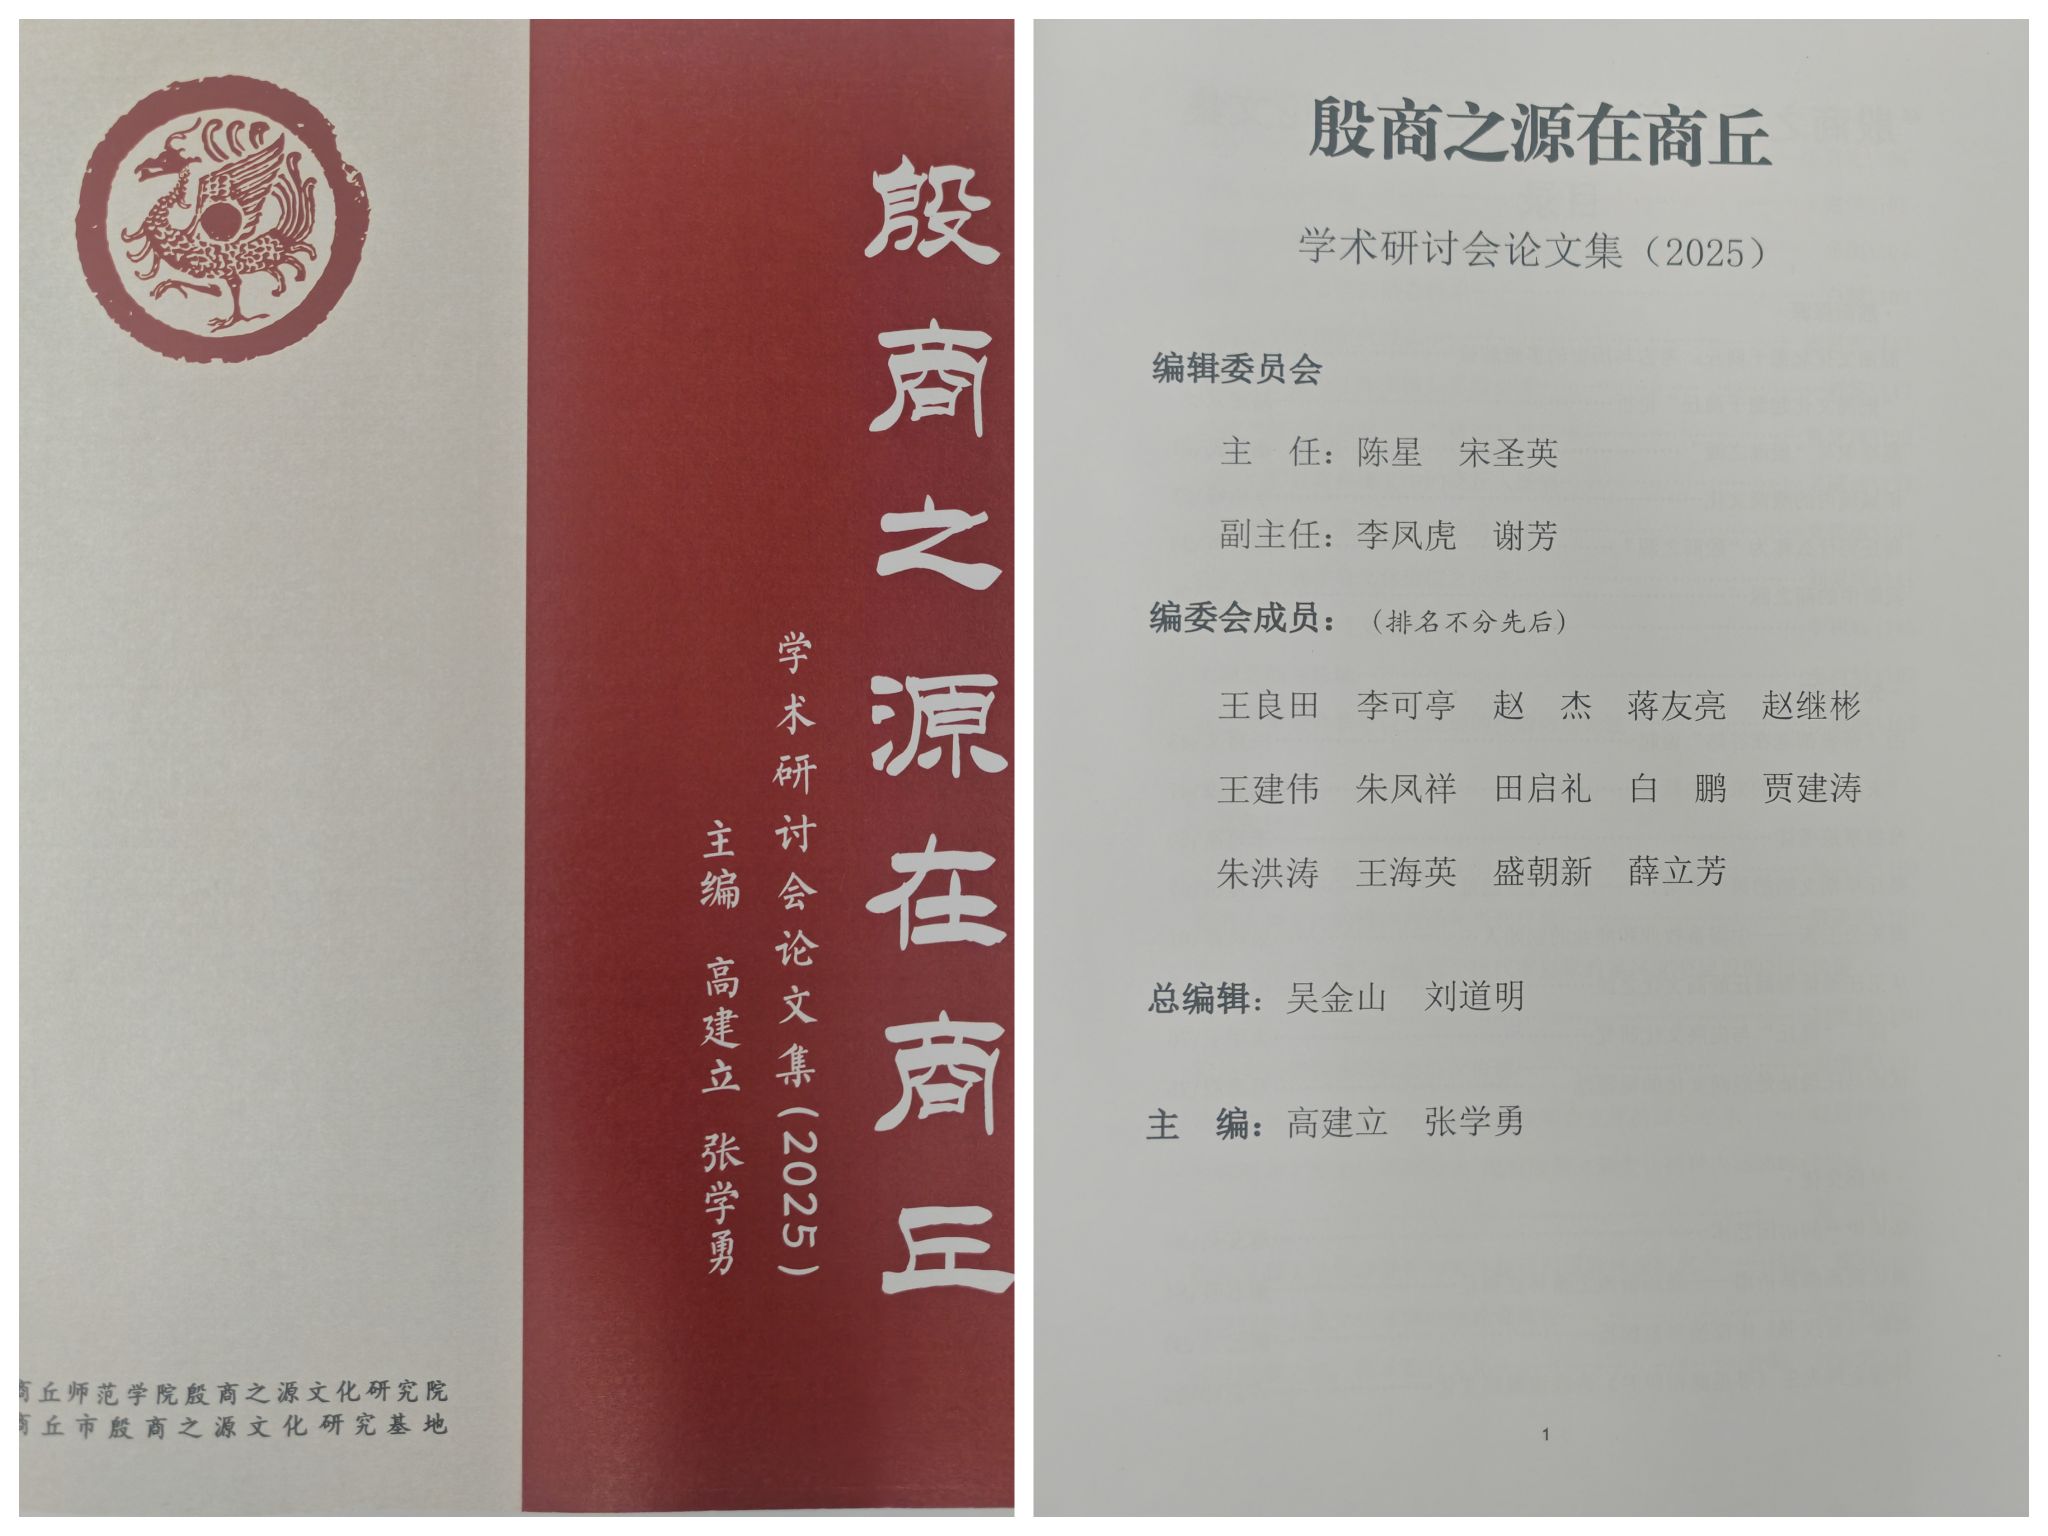 殷商之源在商丘
学术研讨会论文集(2025)
主编 高建立 张学勇
商丘师范学院殷商之源文化研究院
商丘市殷商之源文化研究基地
殷商之源在商丘
学术研讨会论文集（2025）
编辑委员会
主 任：陈星 宋圣英
副主任：李凤虎 谢芳
编委会成员：（排名不分先后）
王良田 李可亭 赵 杰 蒋友亮 赵继彬
王建伟 朱凤祥 田启礼 白 鹏 贾建涛
朱洪涛 王海英 盛朝新 薛立芳
总编辑：吴金山 刘道明
主 编：高建立 张学勇
1